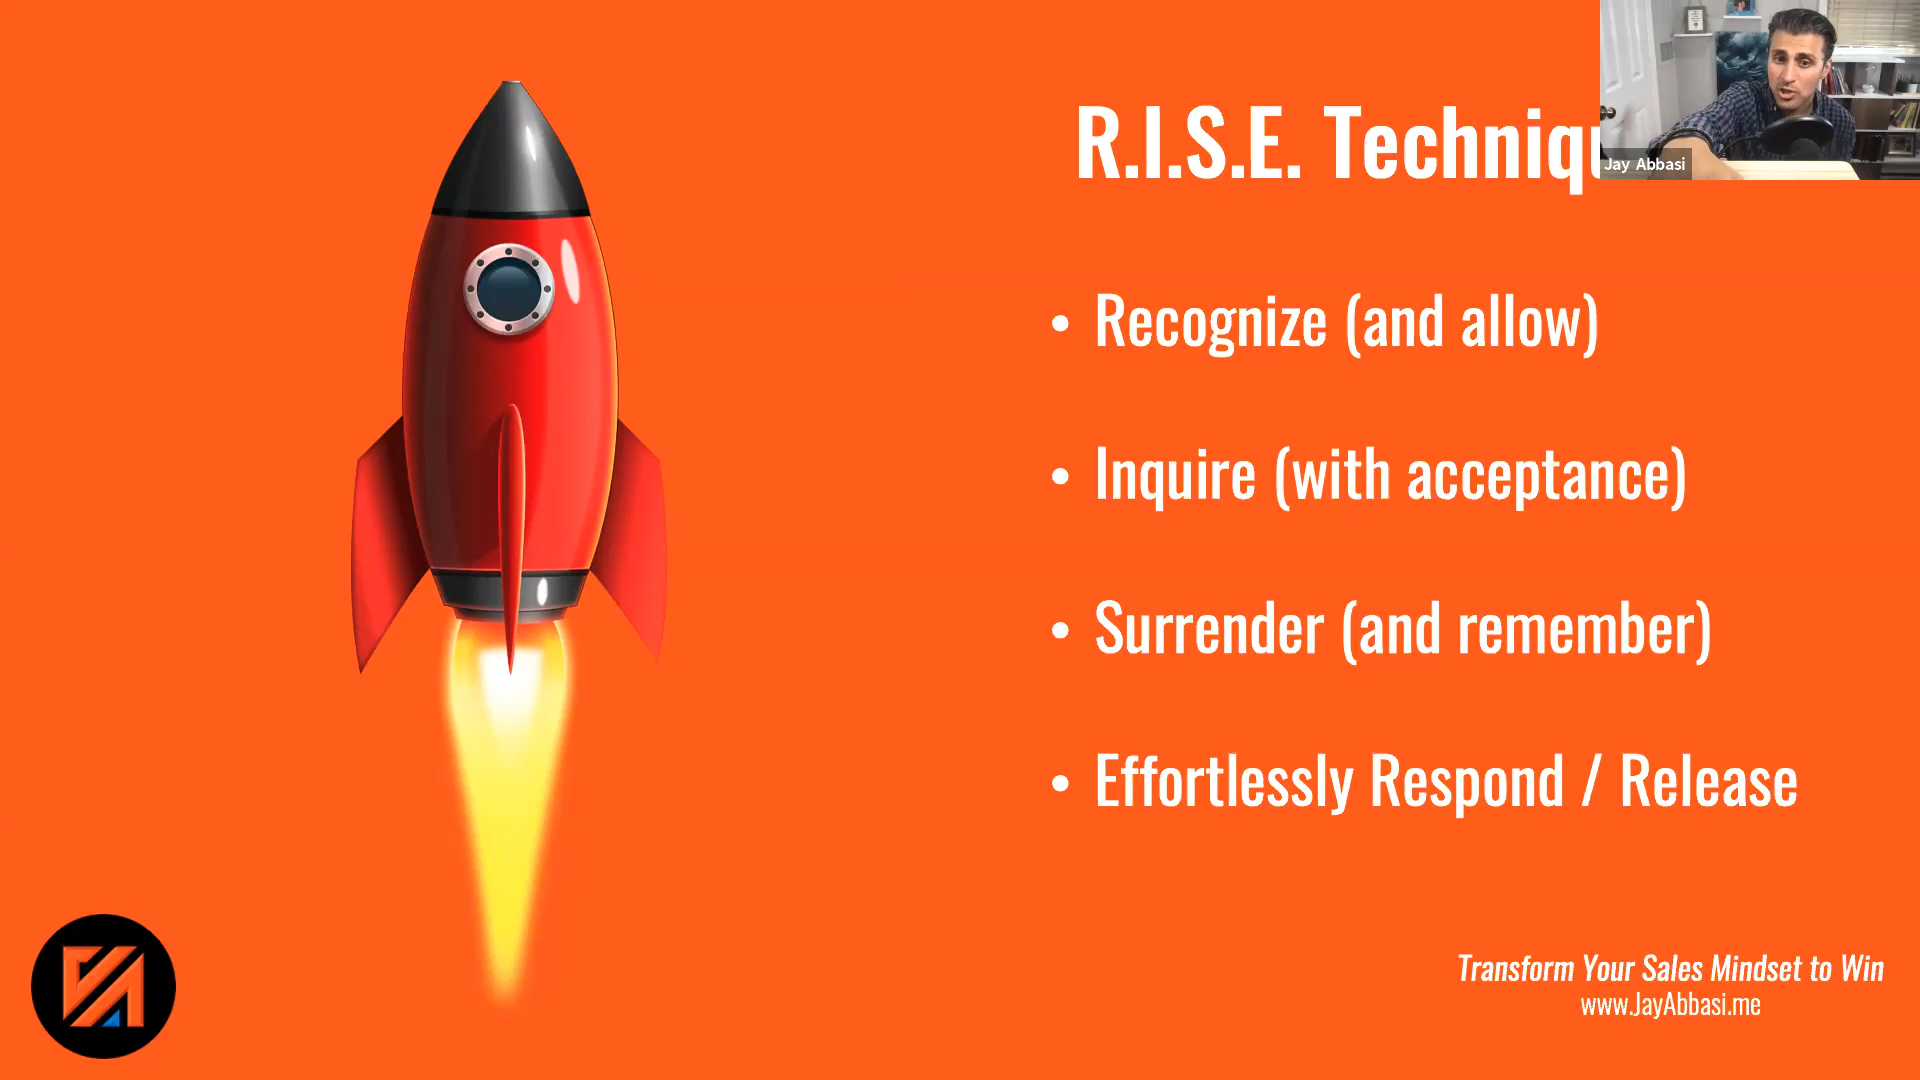 R.I.S.E.
Jay Abbasi
• Recognize (and allow)
• Inquire (with acceptance)
• Surrender (and remember)
• Effortlessly Respond / Release
Transform Your Sales Mindset to Win
www.JayAbbasi.me